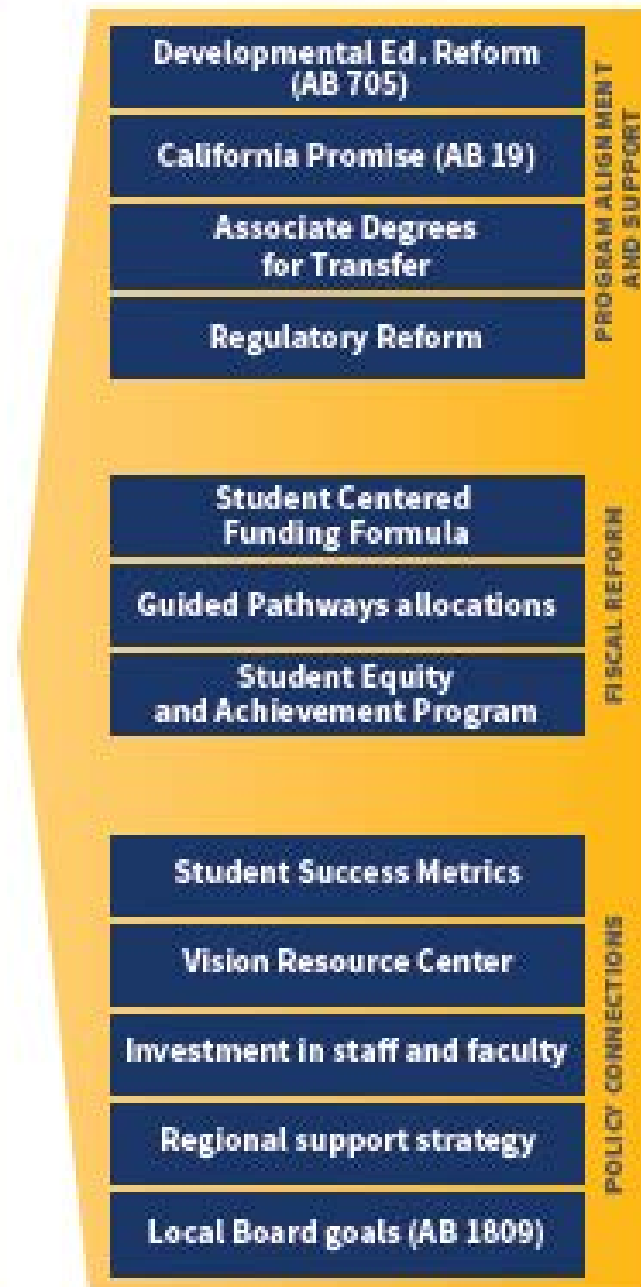 Developmental Ed. Reform
(AB 705)
California Promise (AB 19)
Associate Degrees
for Transfer
Regulatory Reform
PROGRAM ALIGNMENT
AND SUPPORT
Student Centered
Funding Formula
Guided Pathways allocations
Student Equity
and Achievement Program
FISCAL REFORM
Student Success Metrics
Vision Resource Center
Investment in staff and faculty
Regional support strategy
Local Board goals (AB 1809)
POLICY CONNECTIONS